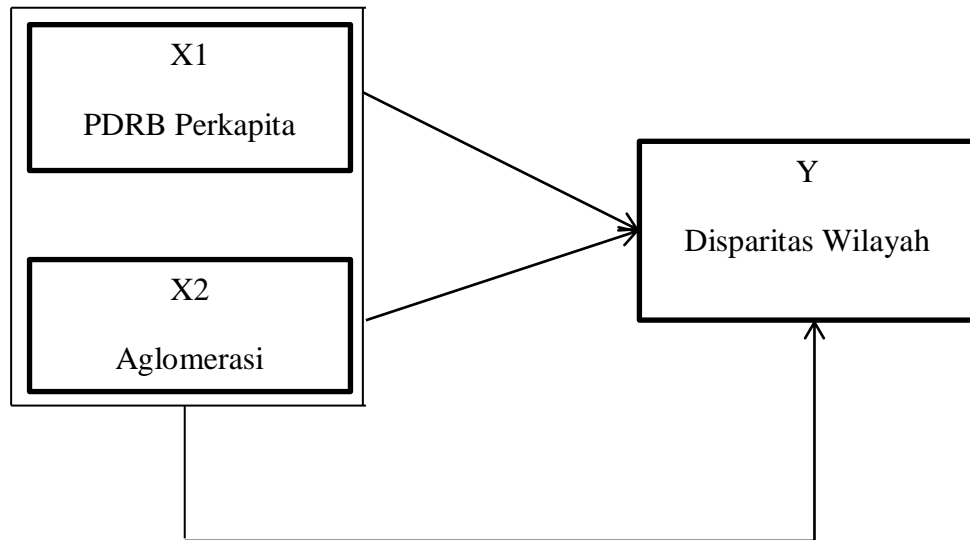 X1
PDRB Perkapita
X2
Aglomerasi
Y
Disparitas Wilayah